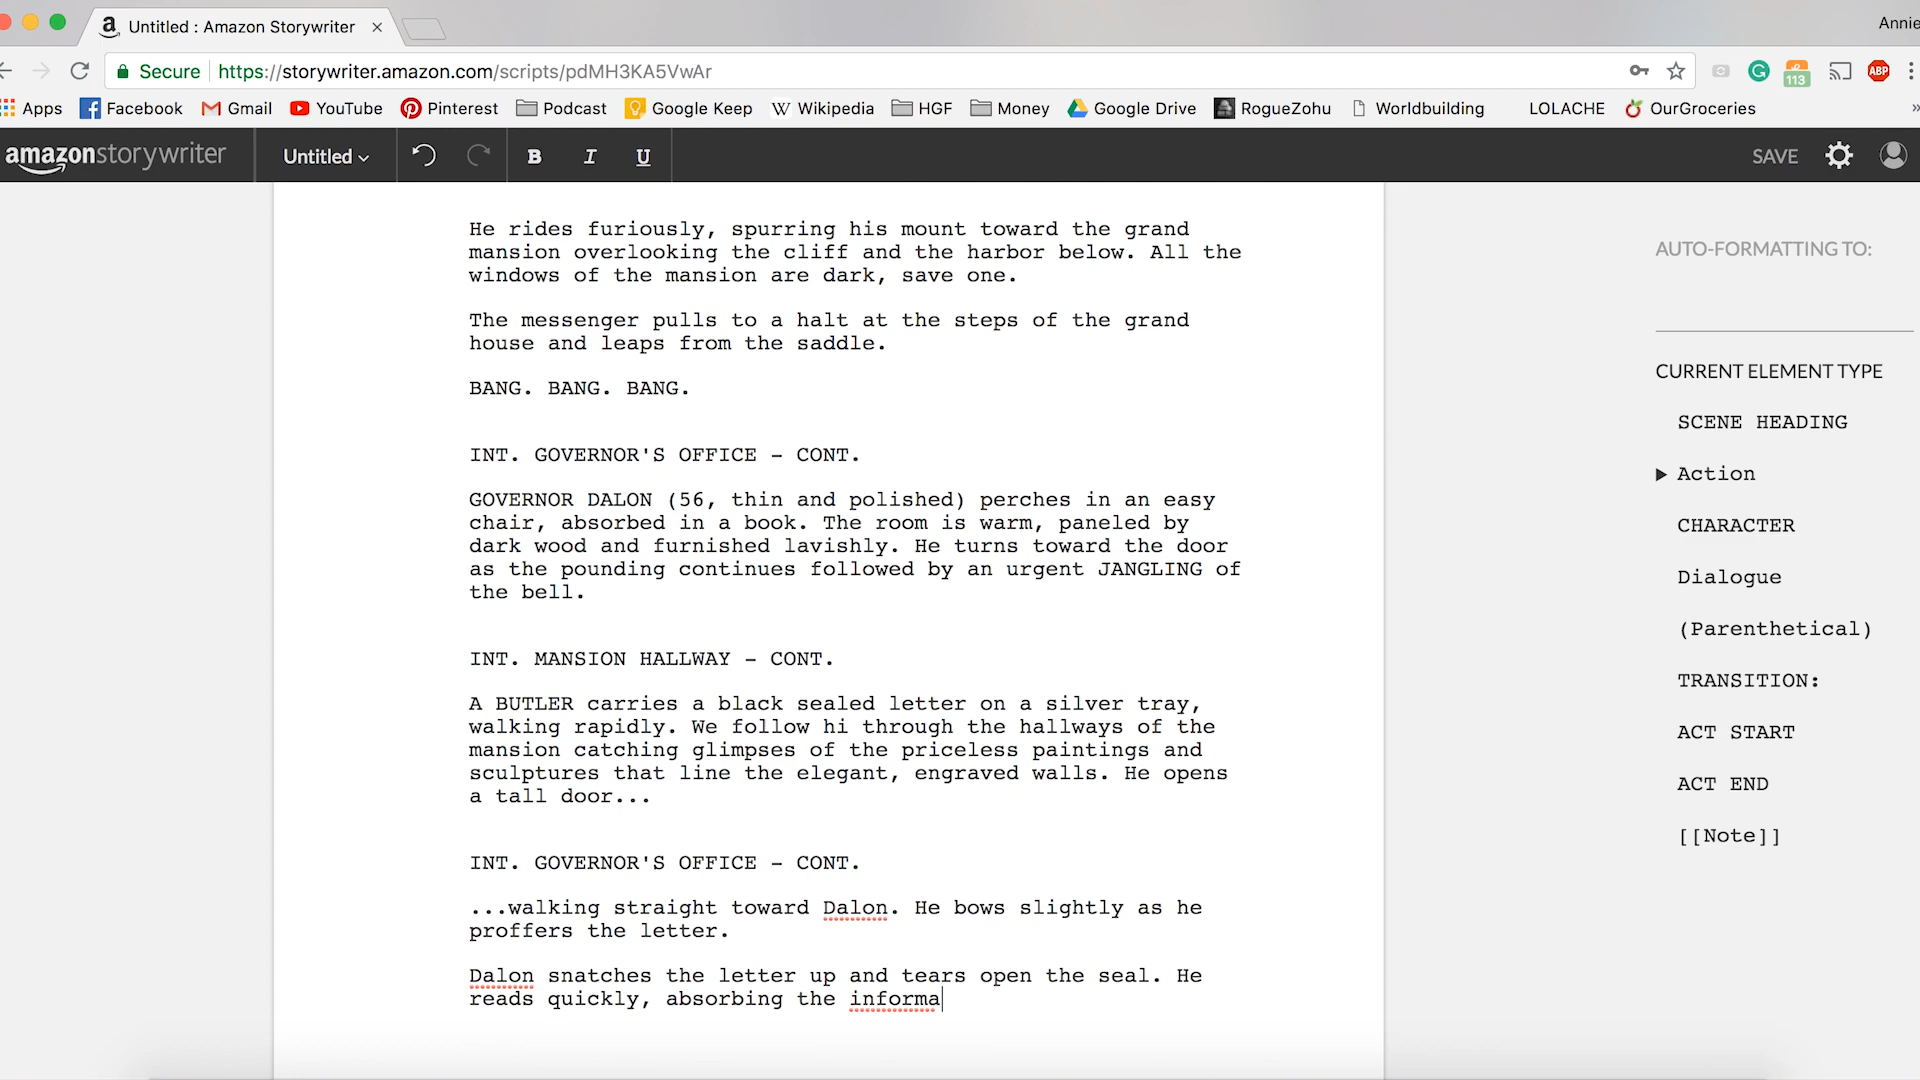 Untitled : Amazon Storywriter
Annie
Secure https://storywriter.amazon.com/scripts/pdMH3KA5VwAr
113
ABP
Apps Facebook Gmail YouTube Pinterest Podcast Google Keep Wikipedia HGF Money Google Drive RogueZohu Worldbuilding LOLACHE OurGroceries
amazonstorywriter Untitled B I U SAVE
He rides furiously, spurring his mount toward the grand
mansion overlooking the cliff and the harbor below. All the
windows of the mansion are dark, save one.
The messenger pulls to a halt at the steps of the grand
house and leaps from the saddle.
BANG. BANG. BANG.
INT. GOVERNOR'S OFFICE - CONT.
GOVERNOR DALON (56, thin and polished) perches in an easy
chair, absorbed in a book. The room is warm, paneled by
dark wood and furnished lavishly. He turns toward the door
as the pounding continues followed by an urgent JANGLING of
the bell.
INT. MANSION HALLWAY - CONT.
A BUTLER carries a black sealed letter on a silver tray,
walking rapidly. We follow hi through the hallways of the
mansion catching glimpses of the priceless paintings and
sculptures that line the elegant, engraved walls. He opens
a tall door...
INT. GOVERNOR'S OFFICE - CONT.
...walking straight toward Dalon. He bows slightly as he
proffers the letter.
Dalon snatches the letter up and tears open the seal. He
reads quickly, absorbing the informa
AUTO-FORMATTING TO:
CURRENT ELEMENT TYPE
SCENE HEADING
Action
CHARACTER
Dialogue
(Parenthetical)
TRANSITION:
ACT START
ACT END
[[Note]]